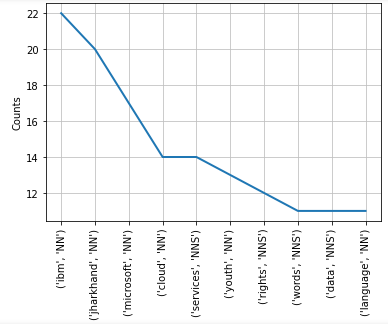 22
20
18
16
14
12
Counts
('ibm', 'NN')
('jharkhand', 'NN')
('microsoft', 'NN')
('cloud', 'NN')
('services', 'NNS')
('youth', 'NN')
('rights', 'NNS')
('words', 'NNS')
('data', 'NNS')
('language', 'NN')